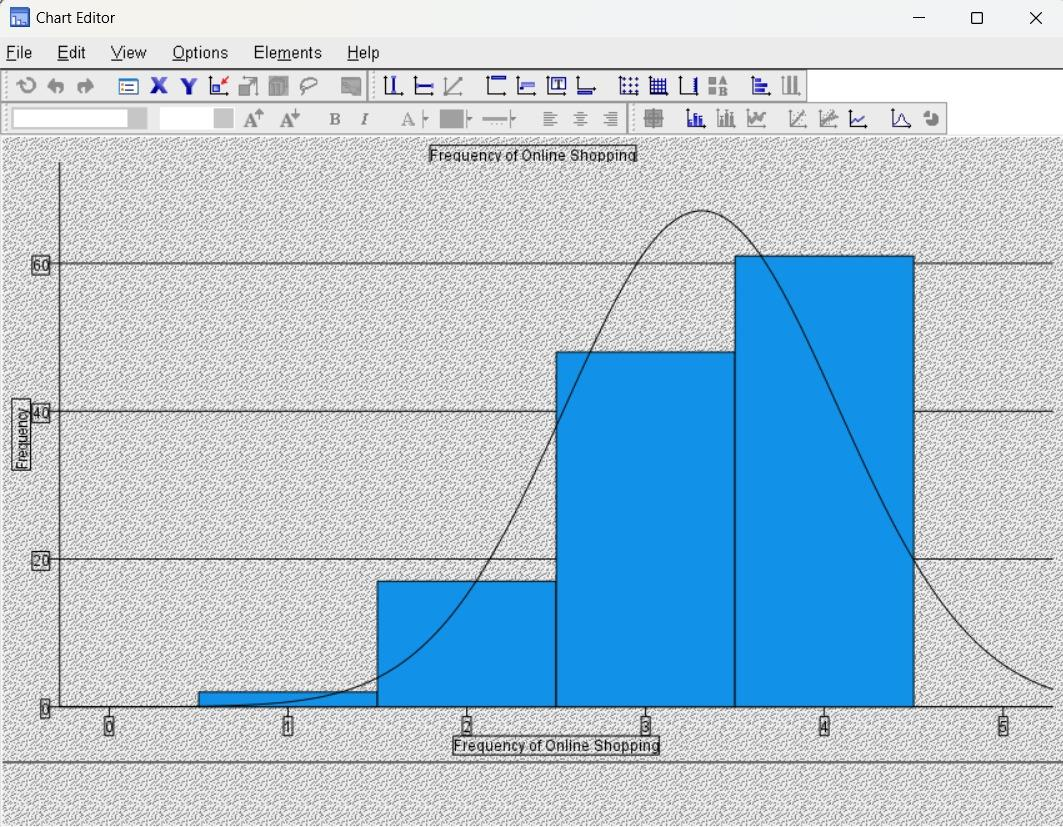 Chart Editor
File Edit View Options Elements Help
X Y
A B
A A B I A
Frequency of Online Shopping
60
40
20
0
Frequency
0 1 2 3 4 5
Frequency of Online Shopping